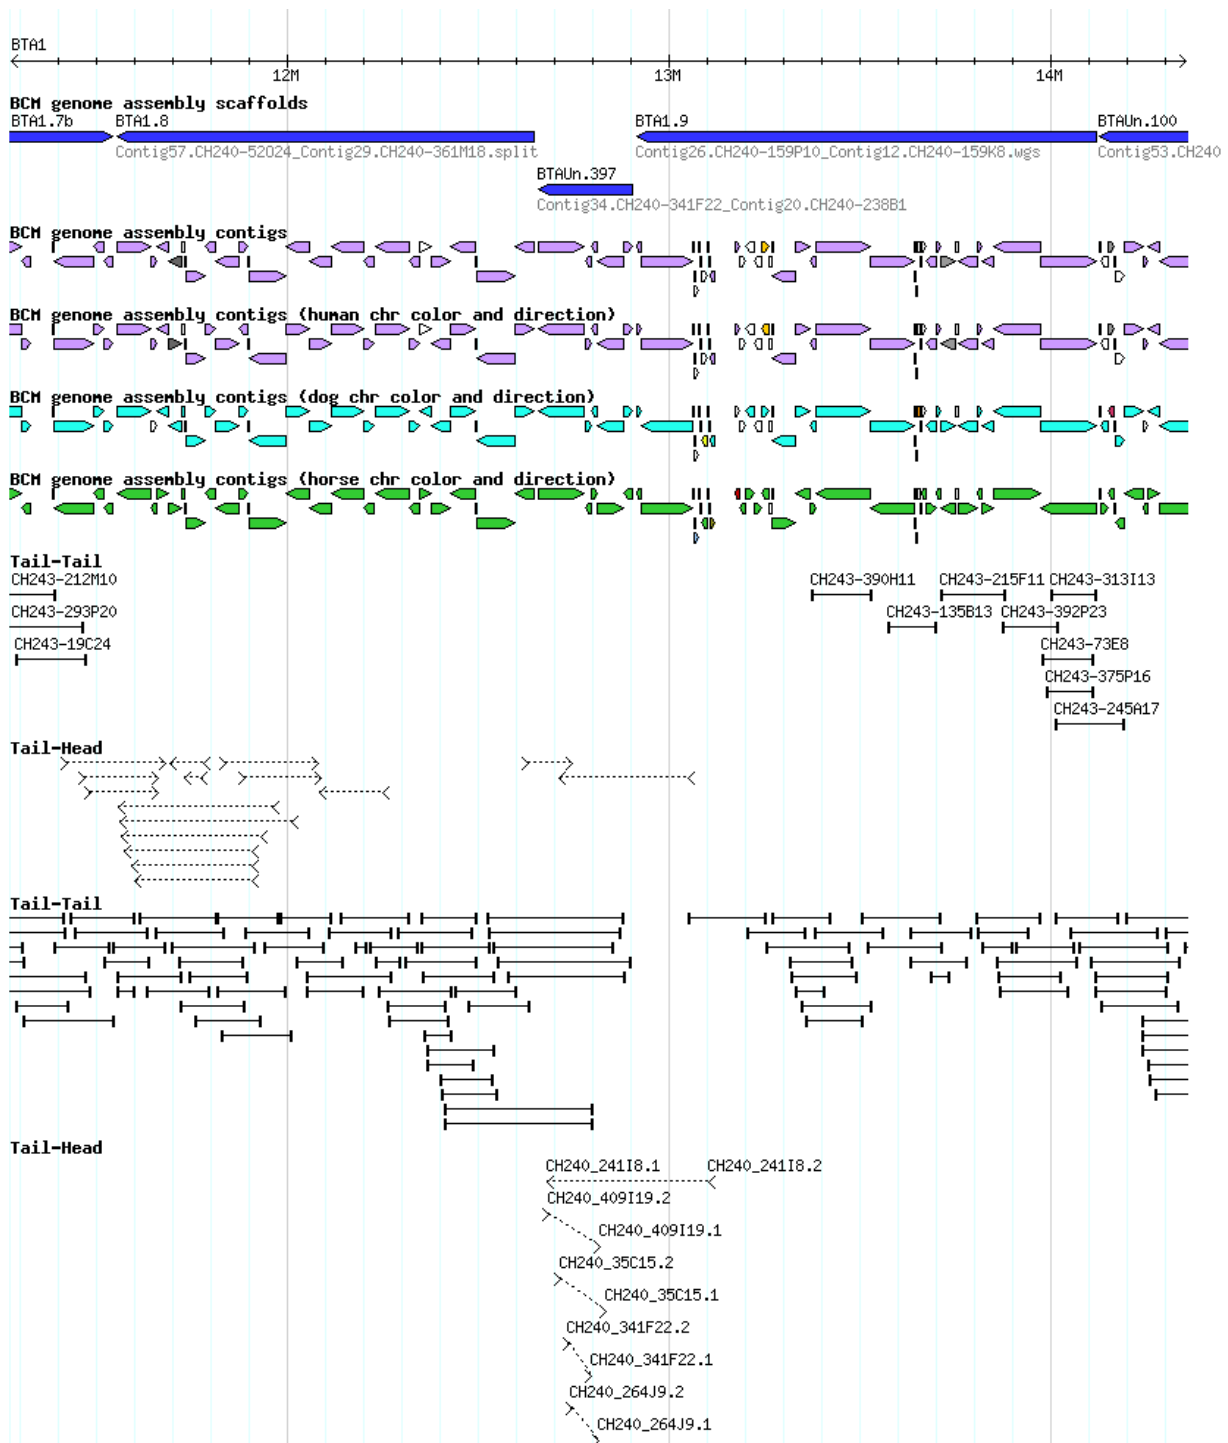 BTA1
12M 13M 14M
BCM genome assembly scaffolds
BTA1.7b BTA1.8 BTA1.9 BTAUn.100
Contig57.CH240-52O24_Contig29.CH240-361M18.split Contig26.CH240-159P10_Contig12.CH240-159K8.wgs Contig53.CH240
BTAUn.397
Contig34.CH240-341F22_Contig20.CH240-238B1
BCM genome assembly contigs
BCM genome assembly contigs (human chr color and direction)
BCM genome assembly contigs (dog chr color and direction)
BCM genome assembly contigs (horse chr color and direction)
Tail-Tail
CH243-212M10 CH243-390H11 CH243-215F11 CH243-313I13
CH243-293P20 CH243-135B13 CH243-392P23
CH243-19C24 CH243-73E8
CH243-375P16
CH243-245A17
Tail-Head
Tail-Tail
Tail-Head
CH240_241I8.1 CH240_241I8.2
CH240_409I19.2
CH240_409I19.1
CH240_35C15.2
CH240_35C15.1
CH240_341F22.2
CH240_341F22.1
CH240_264J9.2
CH240_264J9.1